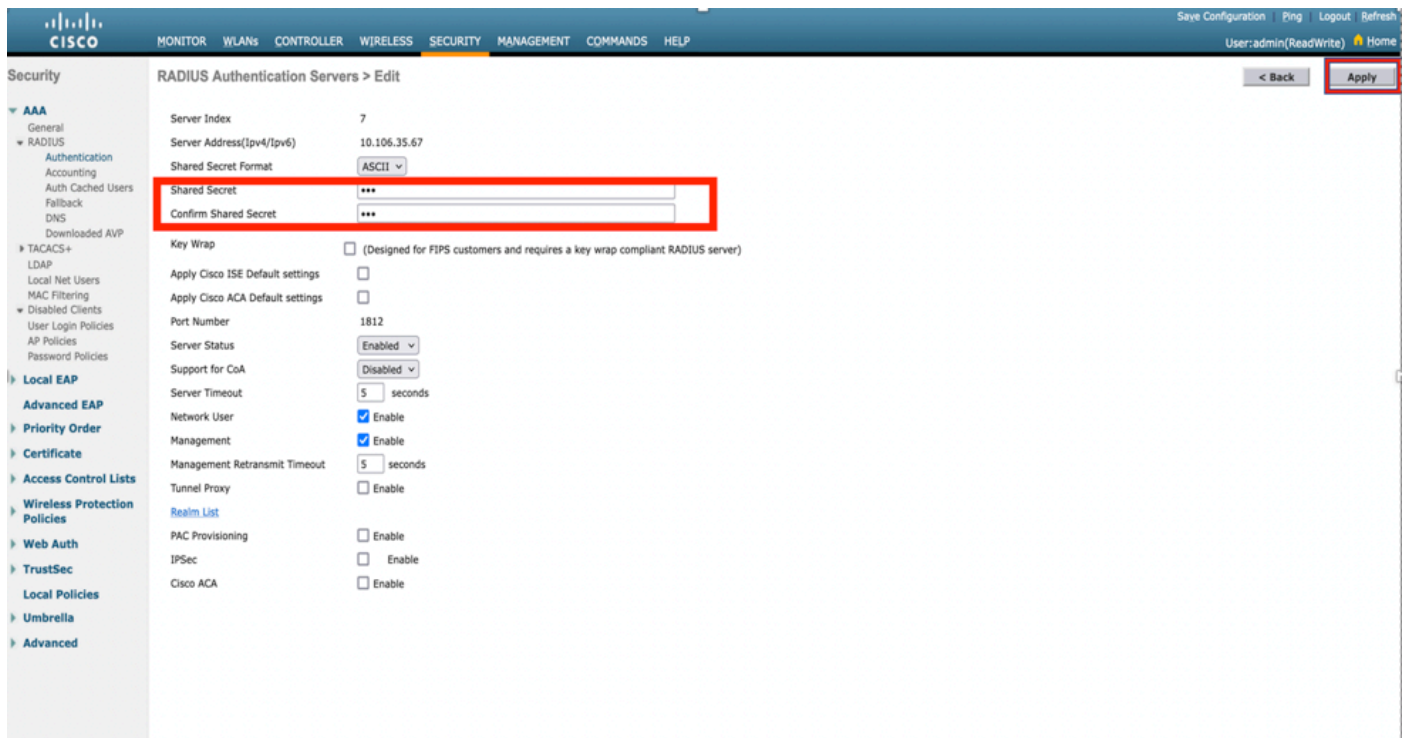 Save Configuration Ping Logout Refresh
CISCO MONITOR WLANs CONTROLLER WIRELESS SECURITY MANAGEMENT COMMANDS HELP User:admin(ReadWrite) Home
Security
AAA
General
RADIUS
Authentication
Accounting
Auth Cached Users
Fallback
DNS
Downloaded AVP
TACACS+
LDAP
Local Net Users
MAC Filtering
Disabled Clients
User Login Policies
AP Policies
Password Policies
Local EAP
Advanced EAP
Priority Order
Certificate
Access Control Lists
Wireless Protection
Policies
Web Auth
TrustSec
Local Policies
Umbrella
Advanced
RADIUS Authentication Servers > Edit < Back Apply
Server Index 7
Server Address(Ipv4/Ipv6) 10.106.35.67
Shared Secret Format ASCII
Shared Secret •••
Confirm Shared Secret •••
Key Wrap (Designed for FIPS customers and requires a key wrap compliant RADIUS server)
Apply Cisco ISE Default settings
Apply Cisco ACA Default settings
Port Number 1812
Server Status Enabled
Support for CoA Disabled
Server Timeout 5 seconds
Network User Enable
Management Enable
Management Retransmit Timeout 5 seconds
Tunnel Proxy Enable
Realm List
PAC Provisioning Enable
IPSec Enable
Cisco ACA Enable